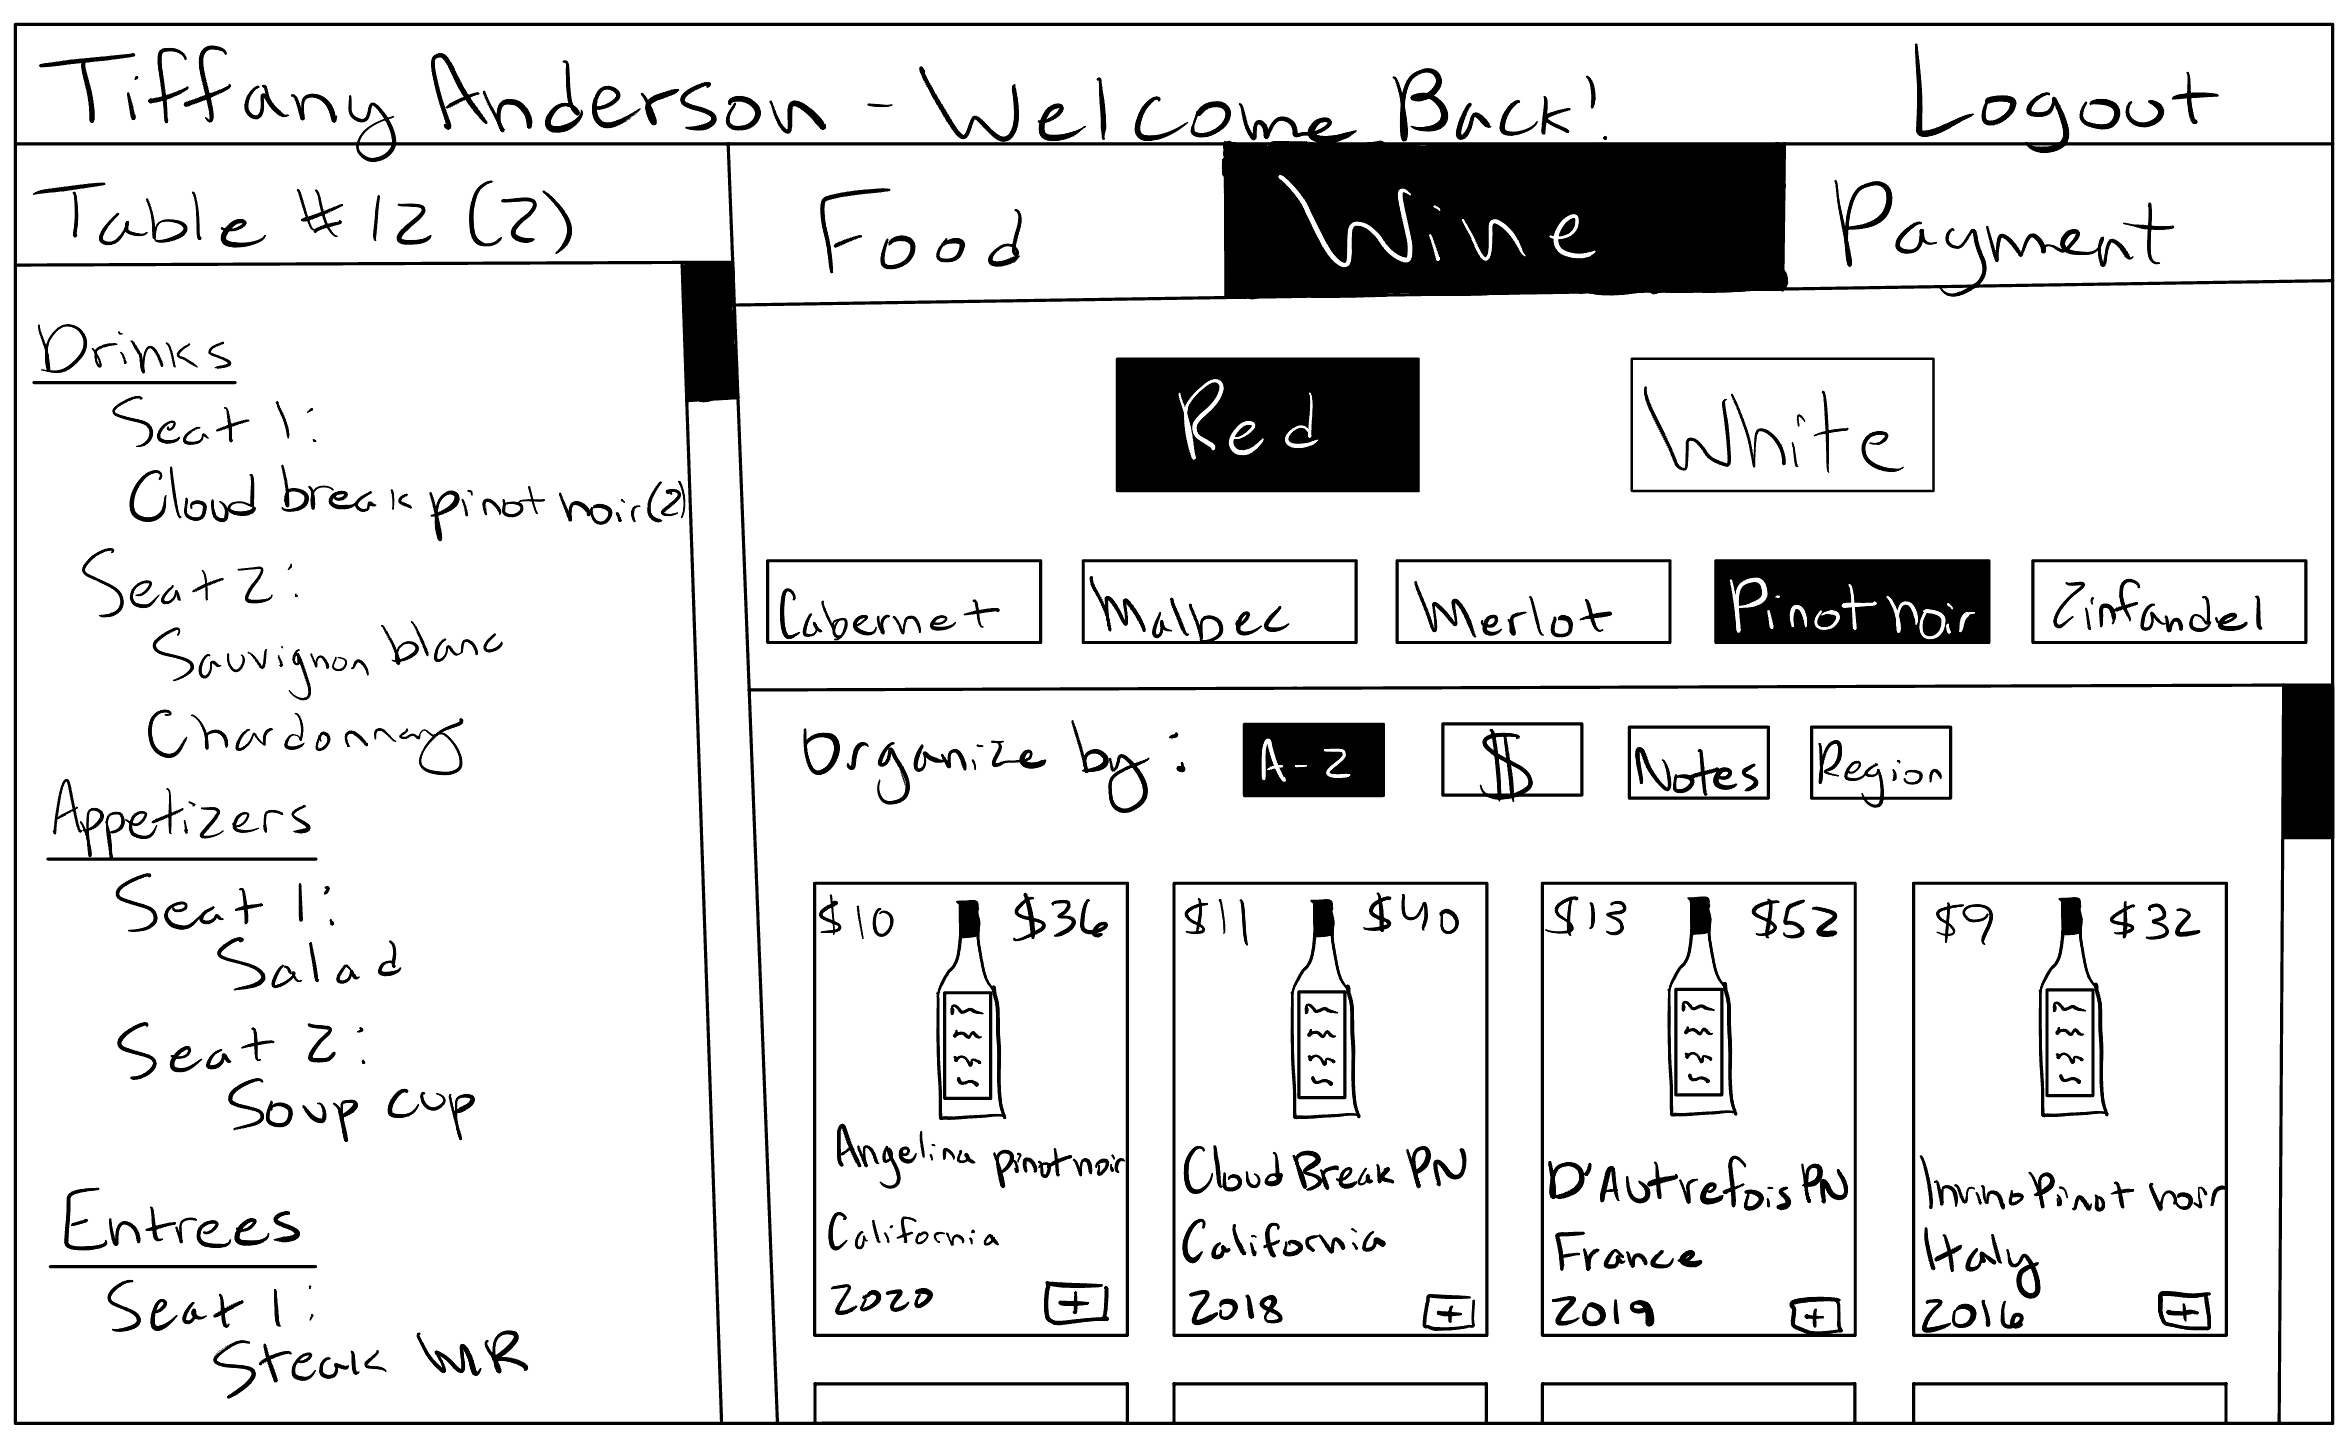 Tiffany Anderson - Welcome Back! Logout
Table #12 (2)
Food Wine Payment
Drinks
Seat 1:
Cloud break pinot noir(2)
Seat 2:
Sauvignon blanc
Chardonnay
Appetizers
Seat 1:
Salad
Seat 2:
Soup cup
Entrees
Seat 1:
Steak MR
Red White
Cabernet Malbec Merlot Pinot noir Zinfandel
Organize by: A-Z $ Notes Region
$10 $36
Angelina pinot noir
California
2020 +
$11 $40
Cloud Break PN
California
2018 +
$13 $52
D'Autrefois PN
France
2019 +
$9 $32
Invino Pinot noir
Italy
2016 +